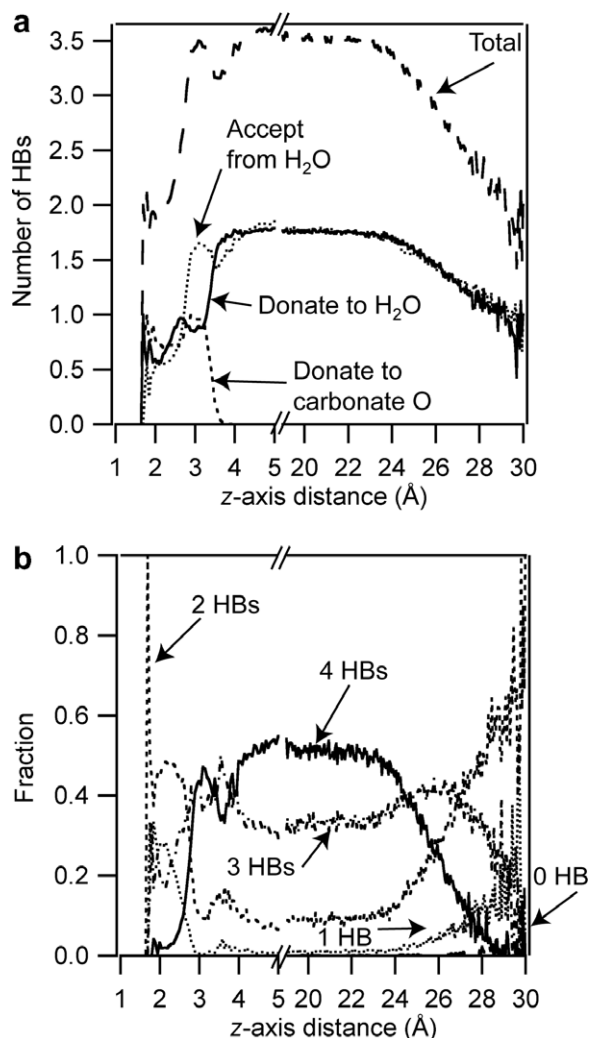 a
3.5
3.0
2.5
2.0
1.5
1.0
0.5
0.0
Number of HBs
Total
Accept
from H₂O
Donate to H₂O
Donate to
carbonate O
1 2 3 4 5 20 22 24 26 28 30
z-axis distance (Å)
b
1.0
0.8
0.6
0.4
0.2
0.0
Fraction
2 HBs
4 HBs
3 HBs
1 HB
0 HB
1 2 3 4 5 20 22 24 26 28 30
z-axis distance (Å)